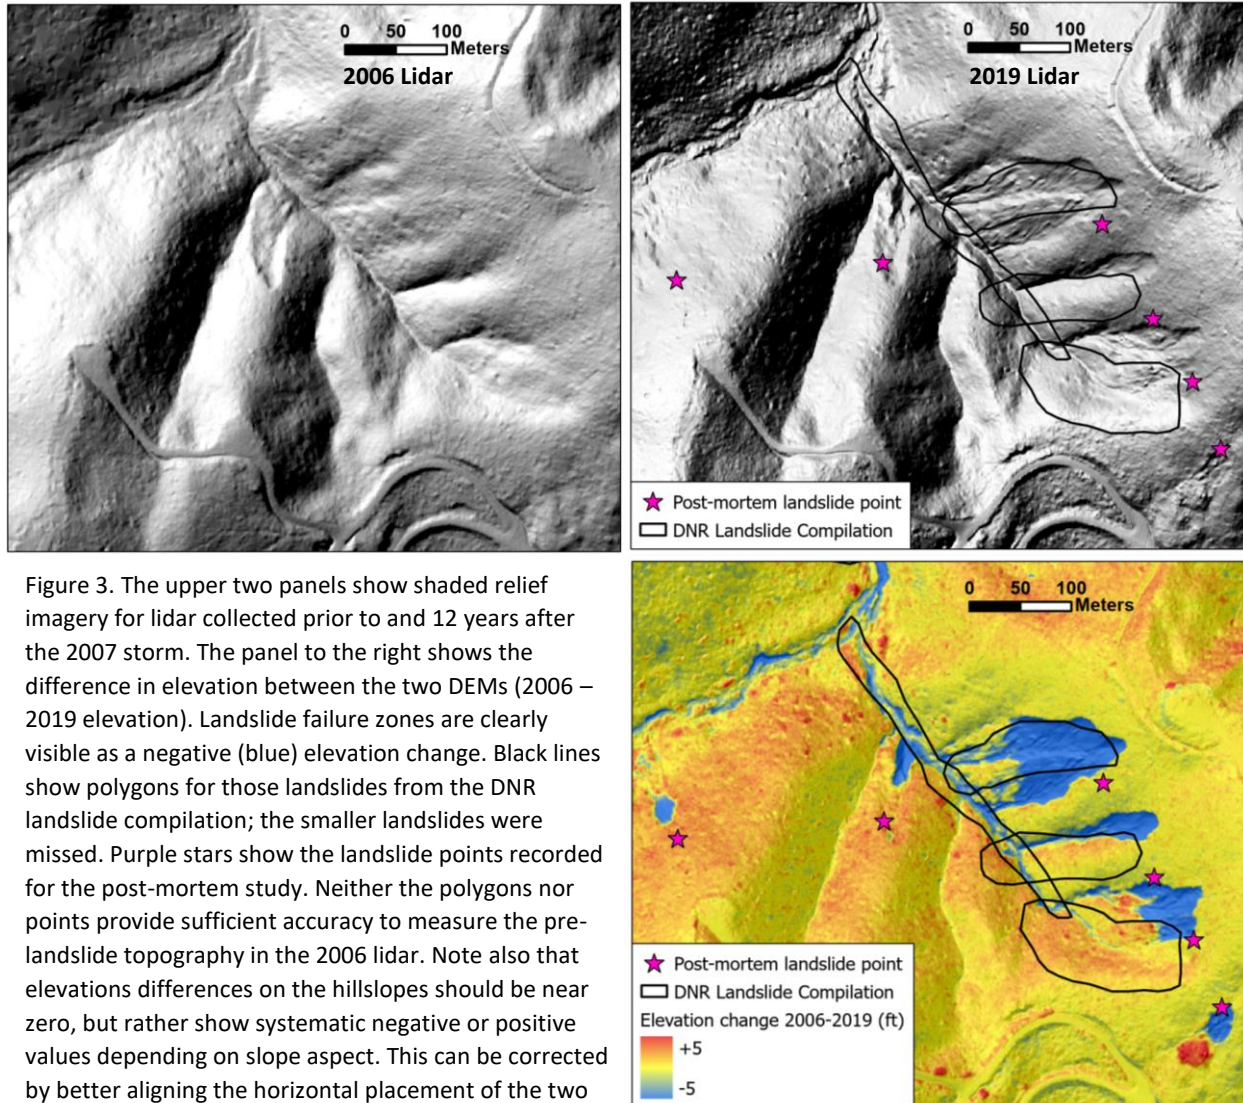 0 50 100
Meters
2006 Lidar
0 50 100
Meters
2019 Lidar
Post-mortem landslide point
DNR Landslide Compilation
Figure 3. The upper two panels show shaded relief
imagery for lidar collected prior to and 12 years after
the 2007 storm. The panel to the right shows the
difference in elevation between the two DEMs (2006 –
2019 elevation). Landslide failure zones are clearly
visible as a negative (blue) elevation change. Black lines
show polygons for those landslides from the DNR
landslide compilation; the smaller landslides were
missed. Purple stars show the landslide points recorded
for the post-mortem study. Neither the polygons nor
points provide sufficient accuracy to measure the pre-
landslide topography in the 2006 lidar. Note also that
elevations differences on the hillslopes should be near
zero, but rather show systematic negative or positive
values depending on slope aspect. This can be corrected
by better aligning the horizontal placement of the two
0 50 100
Meters
Post-mortem landslide point
DNR Landslide Compilation
Elevation change 2006-2019 (ft)
+5
-5